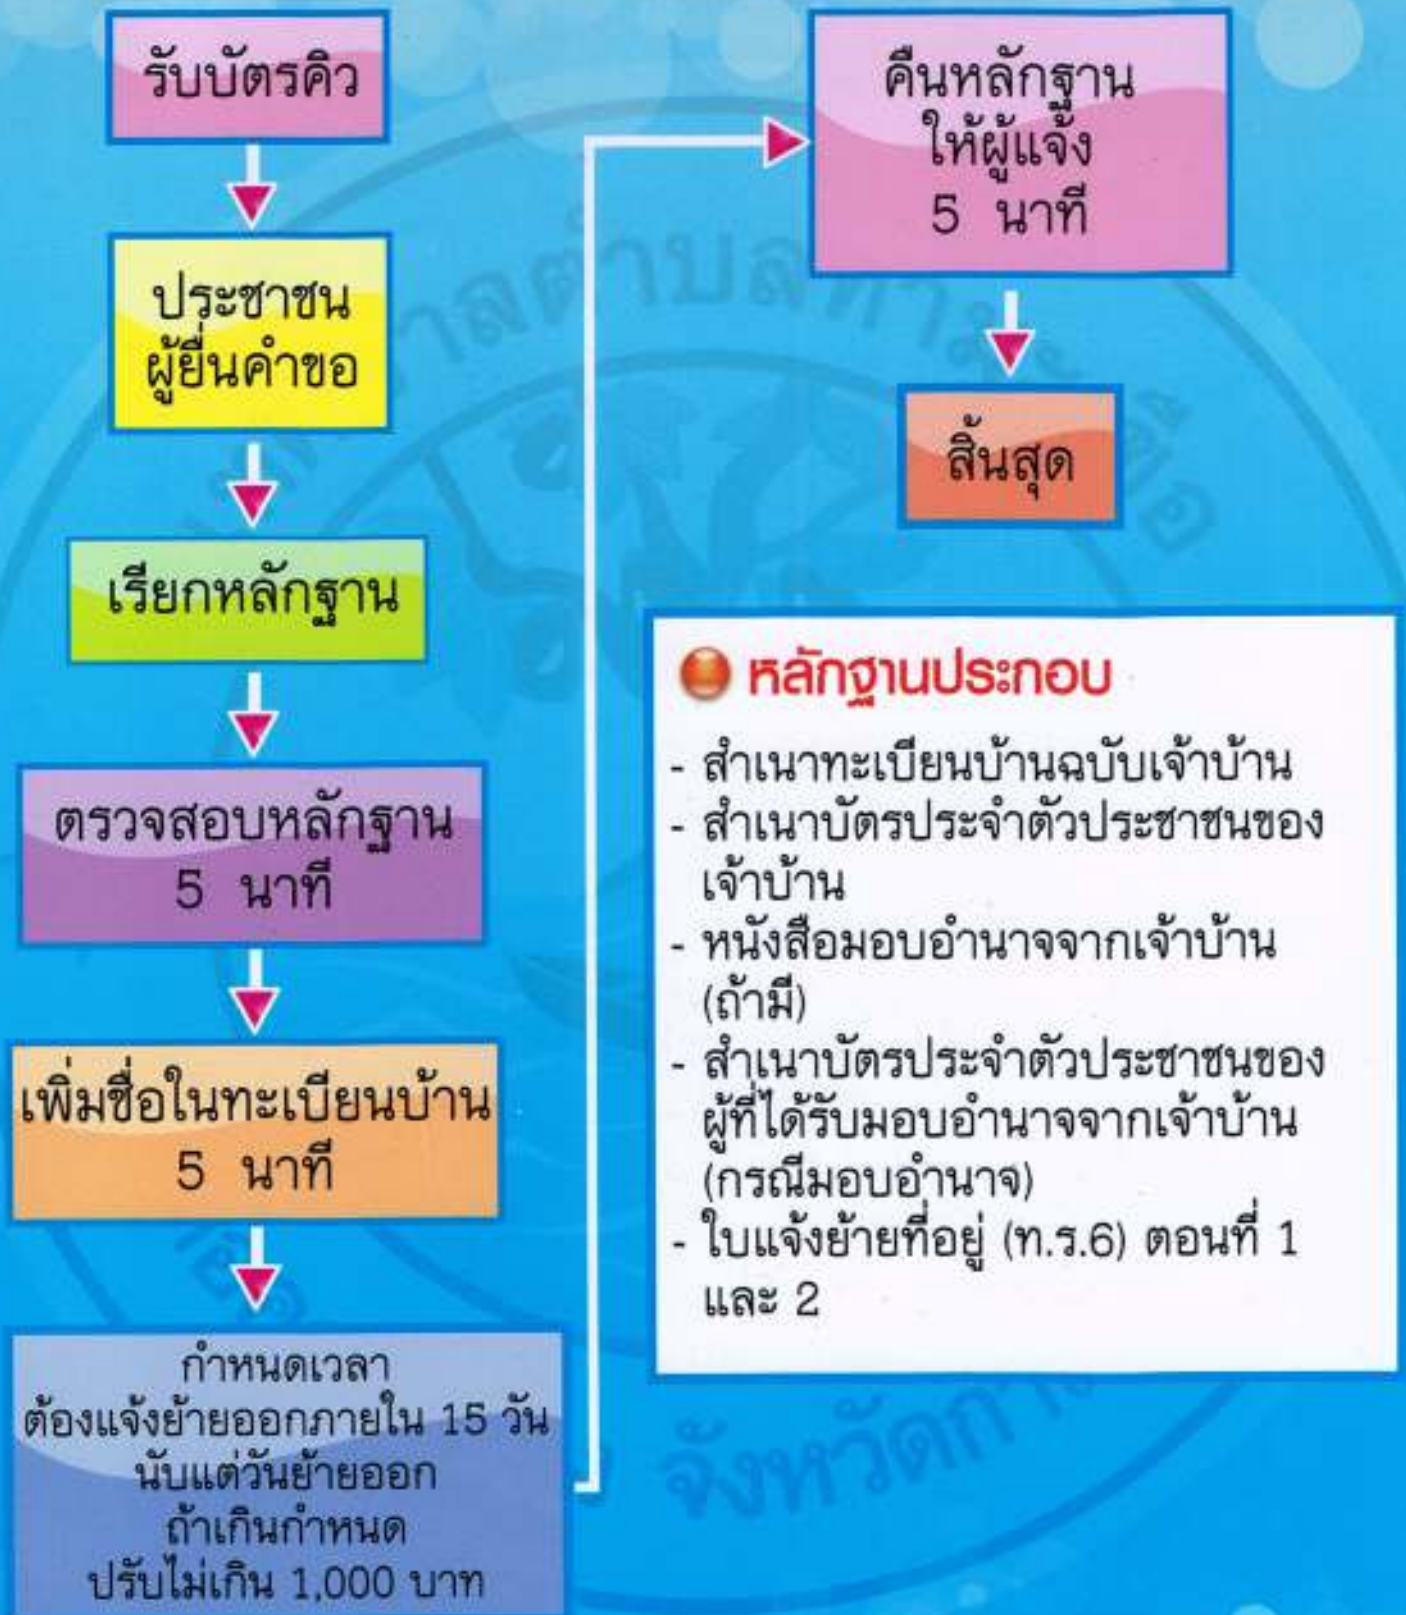 รับบัตรคิว
ประชาชน
ผู้ยื่นคำขอ
เรียกหลักฐาน
ตรวจสอบหลักฐาน
5 นาที
เพิ่มชื่อในทะเบียนบ้าน
5 นาที
กำหนดเวลา
ต้องแจ้งย้ายออกภายใน 15 วัน
นับแต่วันย้ายออก
ถ้าเกินกำหนด
ปรับไม่เกิน 1,000 บาท
คืนหลักฐาน
ให้ผู้แจ้ง
5 นาที
สิ้นสุด
หลักฐานประกอบ
- สำเนาทะเบียนบ้านฉบับเจ้าบ้าน
- สำเนาบัตรประจำตัวประชาชนของ
เจ้าบ้าน
- หนังสือมอบอำนาจจากเจ้าบ้าน
(ถ้ามี)
- สำเนาบัตรประจำตัวประชาชนของ
ผู้ที่ได้รับมอบอำนาจจากเจ้าบ้าน
(กรณีมอบอำนาจ)
- ใบแจ้งย้ายที่อยู่ (ท.ร.6) ตอนที่ 1
และ 2
จังหวัด